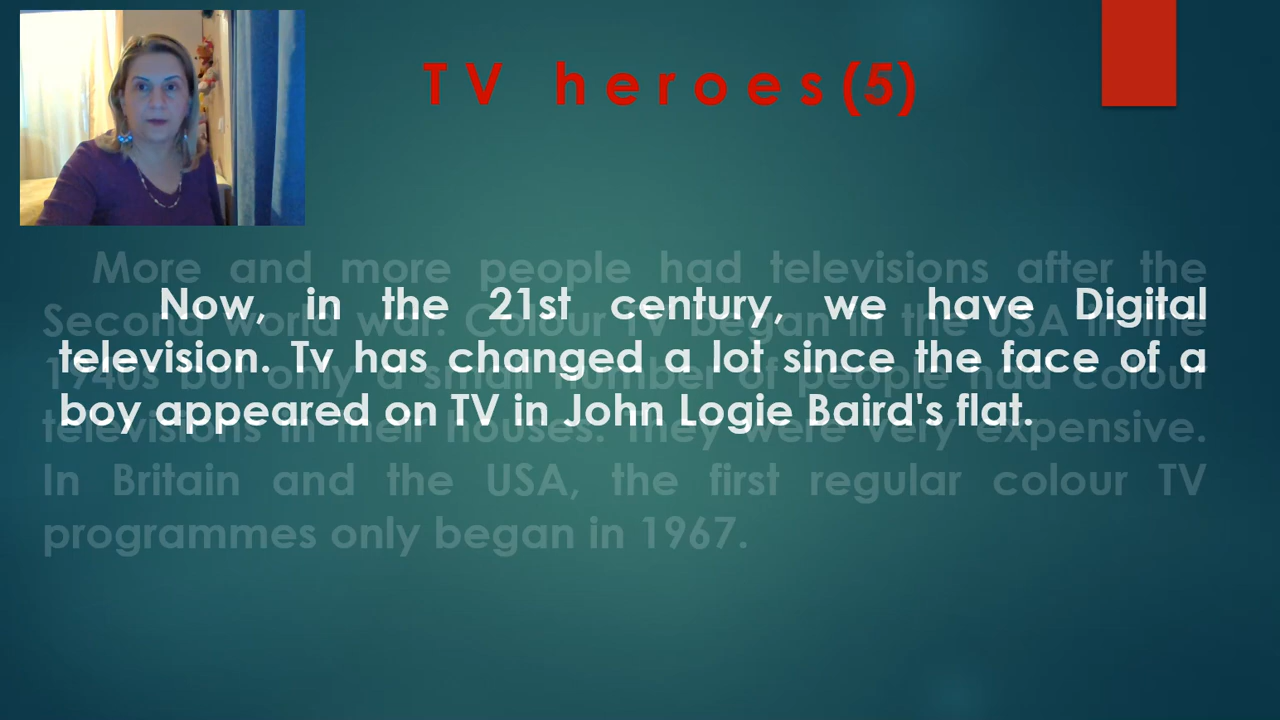 TV heroes(5)
More and more people had televisions after the
Now, in the 21st century, we have Digital
Second world war. Colour TV began in the USA in the
television. Tv has changed a lot since the face of a
1940s but only a small number of people had colour
boy appeared on TV in John Logie Baird's flat.
televisions in their houses. They were very expensive.
In Britain and the USA, the first regular colour TV
programmes only began in 1967.